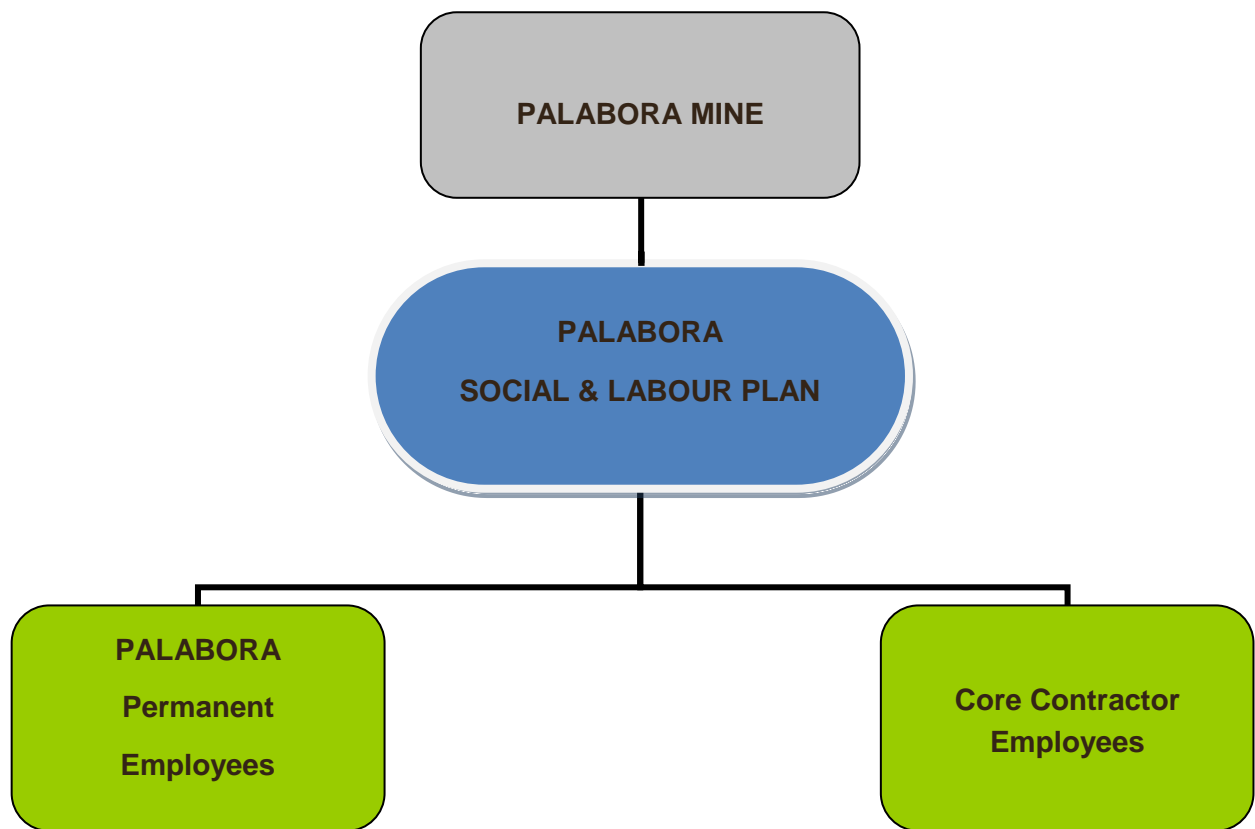 PALABORA MINE
PALABORA
SOCIAL & LABOUR PLAN
PALABORA
Permanent
Employees
Core Contractor
Employees